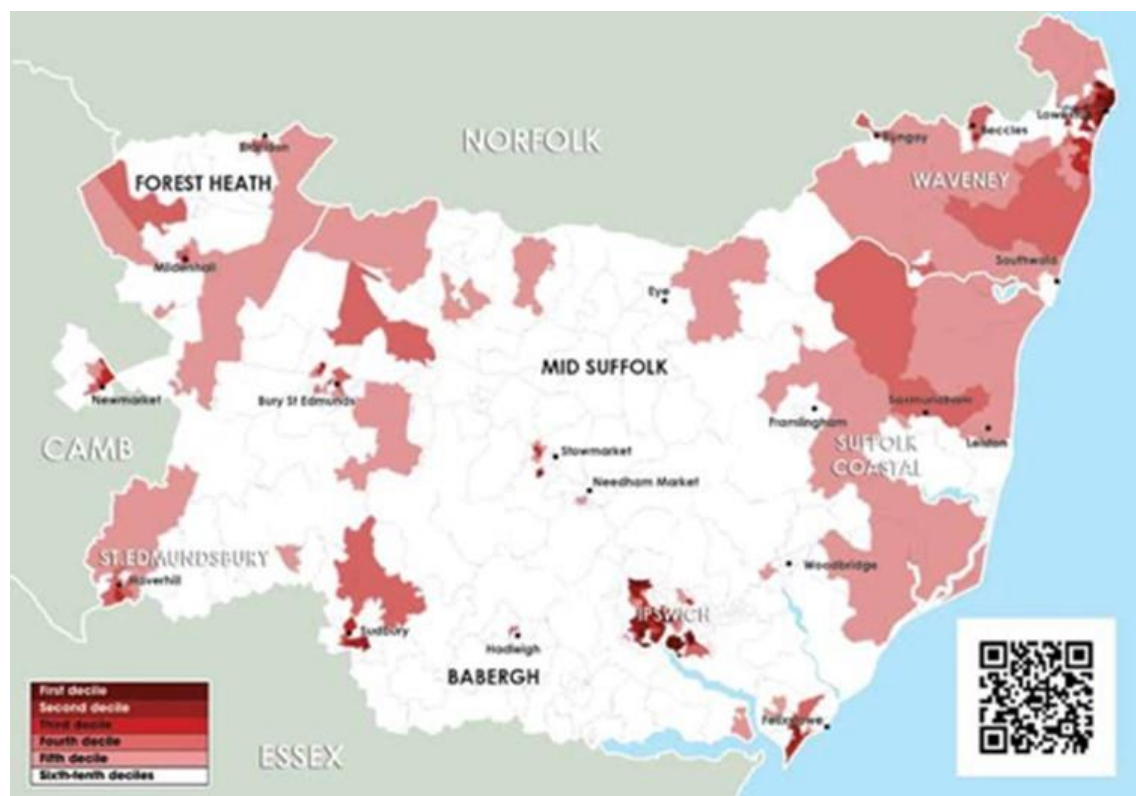 NORFOLK
Brandon
FOREST HEATH
Mildenhall
Newmarket
Bury St Edmunds
CAMB
ST. EDMUNDSBURY
Haverhill
Sudbury
Hadleigh
BABERGH
ESSEX
MID SUFFOLK
Eye
Stowmarket
Needham Market
IPSWICH
Felixstowe
Woodbridge
SUFFOLK
COASTAL
Framlingham
Saxmundham
Leiston
Southwold
WAVENEY
Bungay
Beccles
Lowestoft
First decile
Second decile
Third decile
Fourth decile
Fifth decile
Sixth-tenth deciles